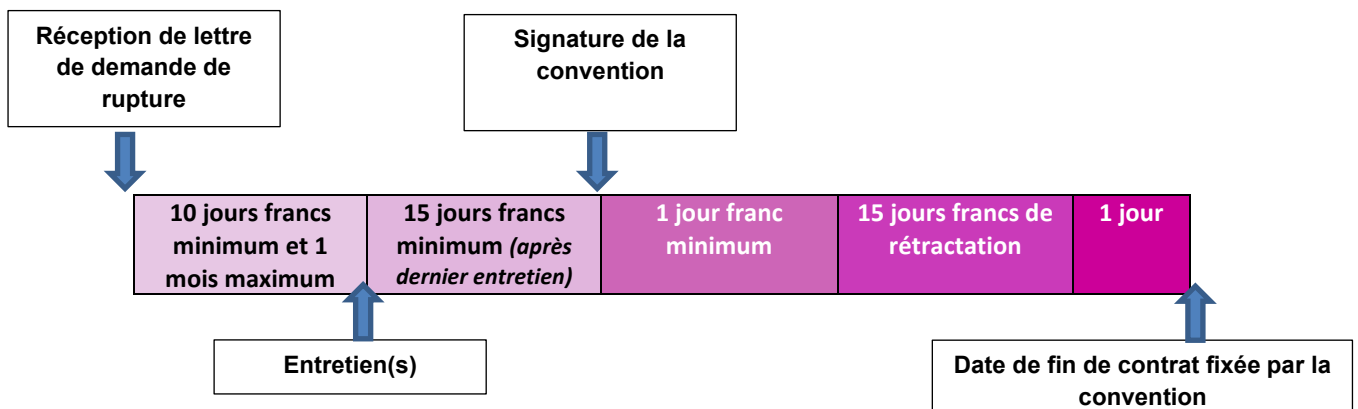 Réception de lettre
de demande de
rupture
Signature de la
convention
10 jours francs
minimum et 1
mois maximum
15 jours francs
minimum (après
dernier entretien)
1 jour franc
minimum
15 jours francs de
rétractation
1 jour
Entretien(s)
Date de fin de contrat fixée par la
convention